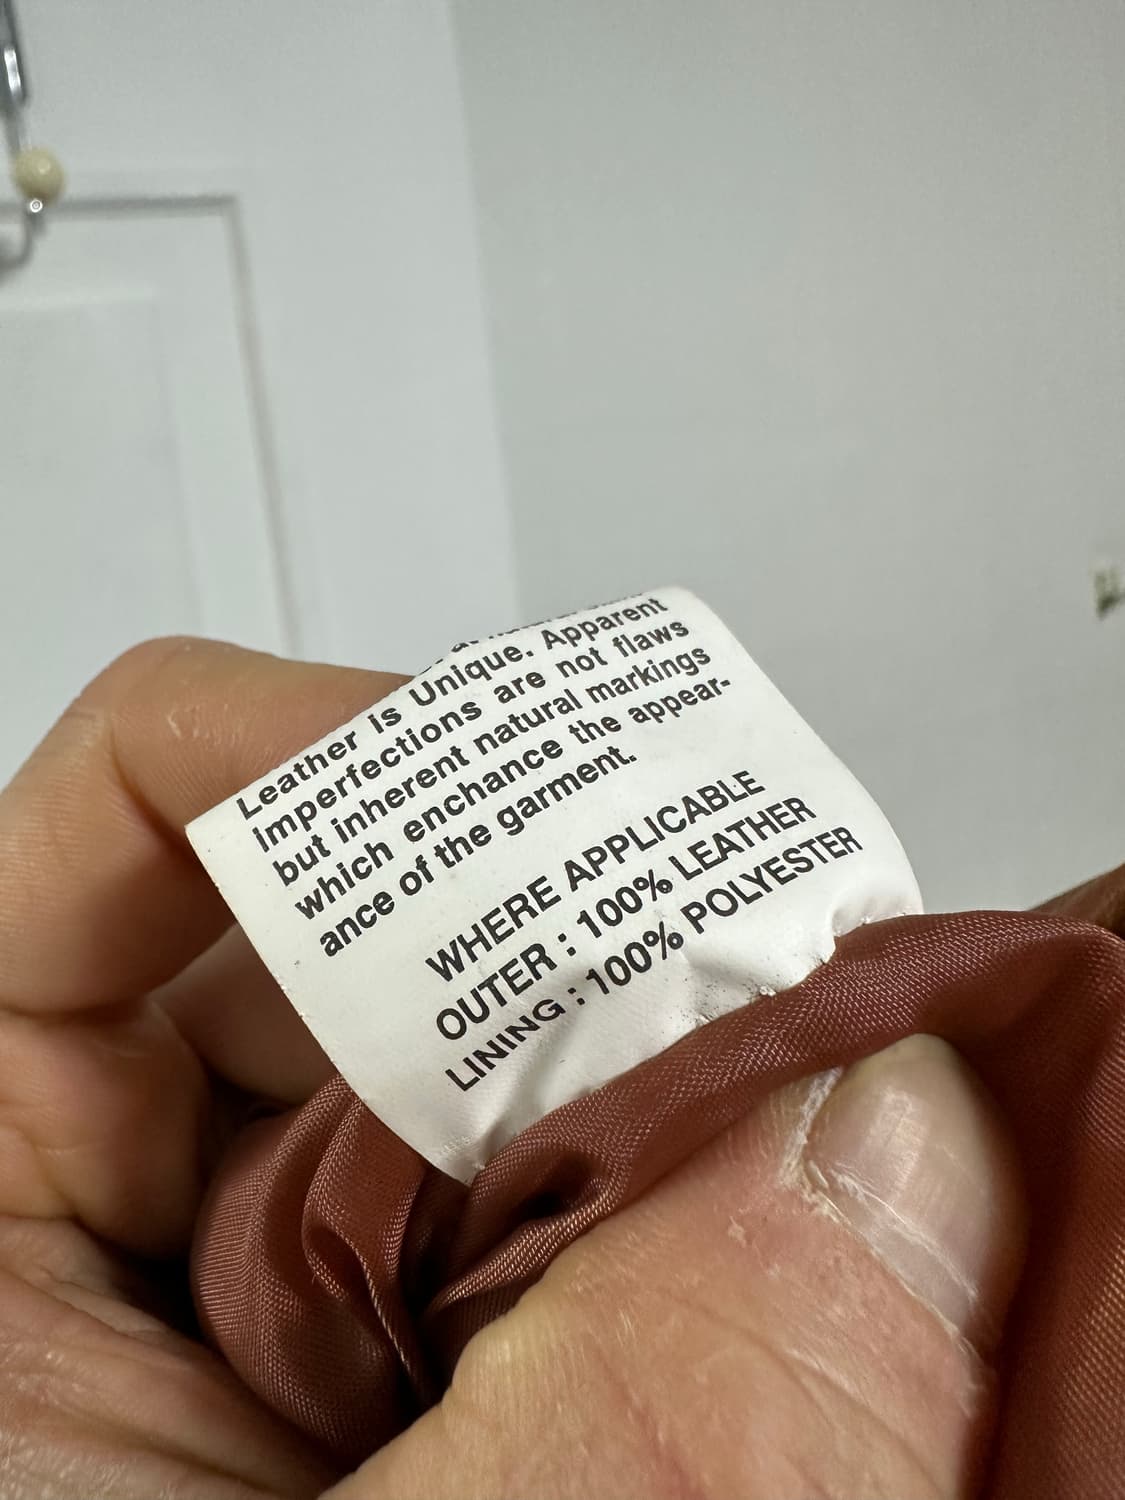 Leather is Unique. Apparent
imperfections are not flaws
but inherent natural markings
which enchance the appear-
ance of the garment.
WHERE APPLICABLE
OUTER : 100% LEATHER
LINING : 100% POLYESTER